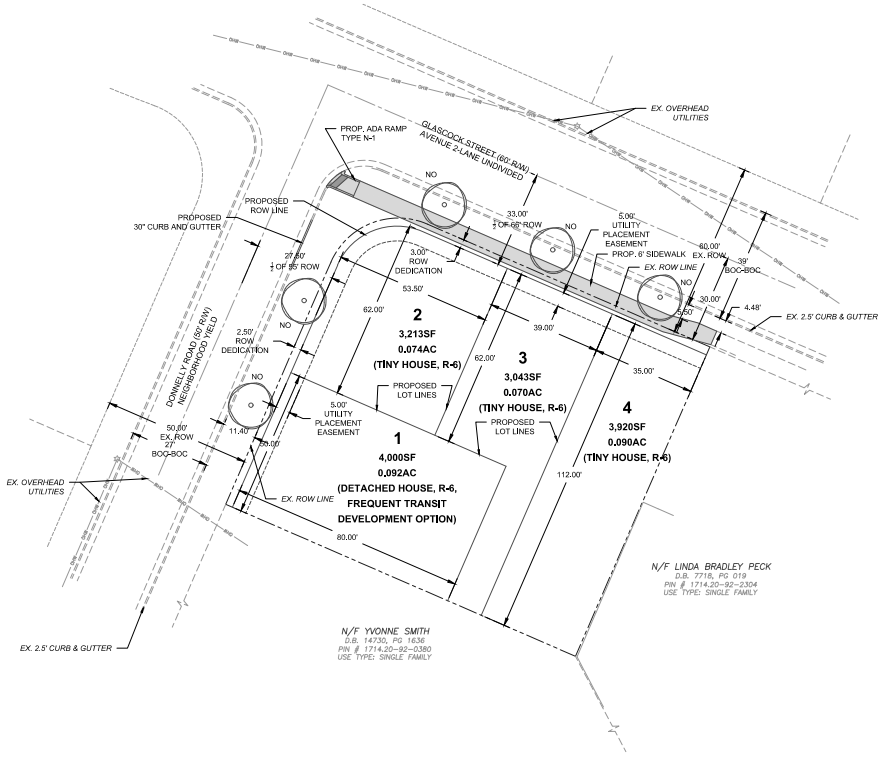 EX. OVERHEAD
UTILITIES
PROP. ADA RAMP
TYPE N-1
GLASCOCK STREET (60' R/W)
AVENUE 2-LANE UNDIVIDED
NO
PROPOSED
ROW LINE
PROPOSED
30" CURB AND GUTTER
33.00'
½ OF 66' ROW
NO
5.00'
UTILITY
PLACEMENT
EASEMENT
PROP. 6' SIDEWALK
EX. ROW LINE
60.00'
EX. ROW
39'
BOC-BOC
NO
30.00'
5.50'
4.48'
EX. 2.5' CURB & GUTTER
27.50'
½ OF 55' ROW
3.00'
ROW
DEDICATION
53.50'
62.00'
NO
2.50'
ROW
DEDICATION
DONNELLY ROAD (50' R/W)
NEIGHBORHOOD YIELD
2
3,213SF
0.074AC
(TINY HOUSE, R-6)
39.00'
62.00'
3
3,043SF
0.070AC
(TINY HOUSE, R-6)
35.00'
4
3,920SF
0.090AC
(TINY HOUSE, R-6)
NO
PROPOSED
LOT LINES
PROPOSED
LOT LINES
5.00'
UTILITY
PLACEMENT
EASEMENT
50.00'
EX. ROW
27'
BOC-BOC
11.40'
50.00'
1
4,000SF
0.092AC
(DETACHED HOUSE, R-6,
FREQUENT TRANSIT
DEVELOPMENT OPTION)
EX. ROW LINE
80.00'
112.00'
EX. OVERHEAD
UTILITIES
EX. 2.5' CURB & GUTTER
N/F YVONNE SMITH
D.B. 14730, PG 1636
PIN # 1714.20-92-0380
USE TYPE: SINGLE FAMILY
N/F LINDA BRADLEY PECK
D.B. 7718, PG 019
PIN # 1714.20-92-2304
USE TYPE: SINGLE FAMILY